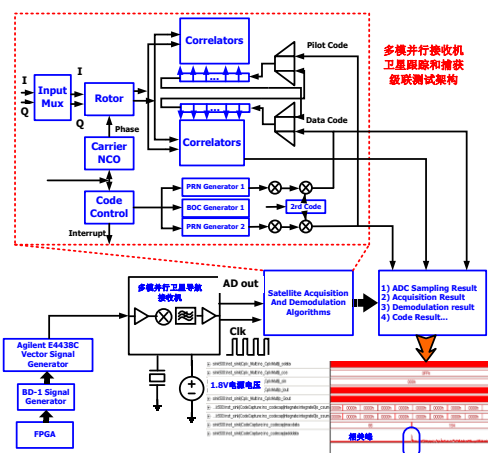 Correlators
Pilot Code
多模并行接收机
卫星跟踪和捕获
级联测试架构
I
I
Input
Mux
Rotor
...
...
Q
Q
Phase
Data Code
Carrier
NCO
Correlators
Code
Control
PRN Generator 1
BOC Generator 1
2rd Code
PRN Generator 2
Interrupt
多模并行卫星导航
接收机
AD out
Satellite Acquisition
And Demodulation
Algorithms
1) ADC Sampling Result
2) Acquisition Result
3) Demodulation result
4) Code Result...
Clk
Agilent E4438C
Vector Signal
Generator
BD-1 Signal
Generator
FPGA
1.8V电源电压
相关峰